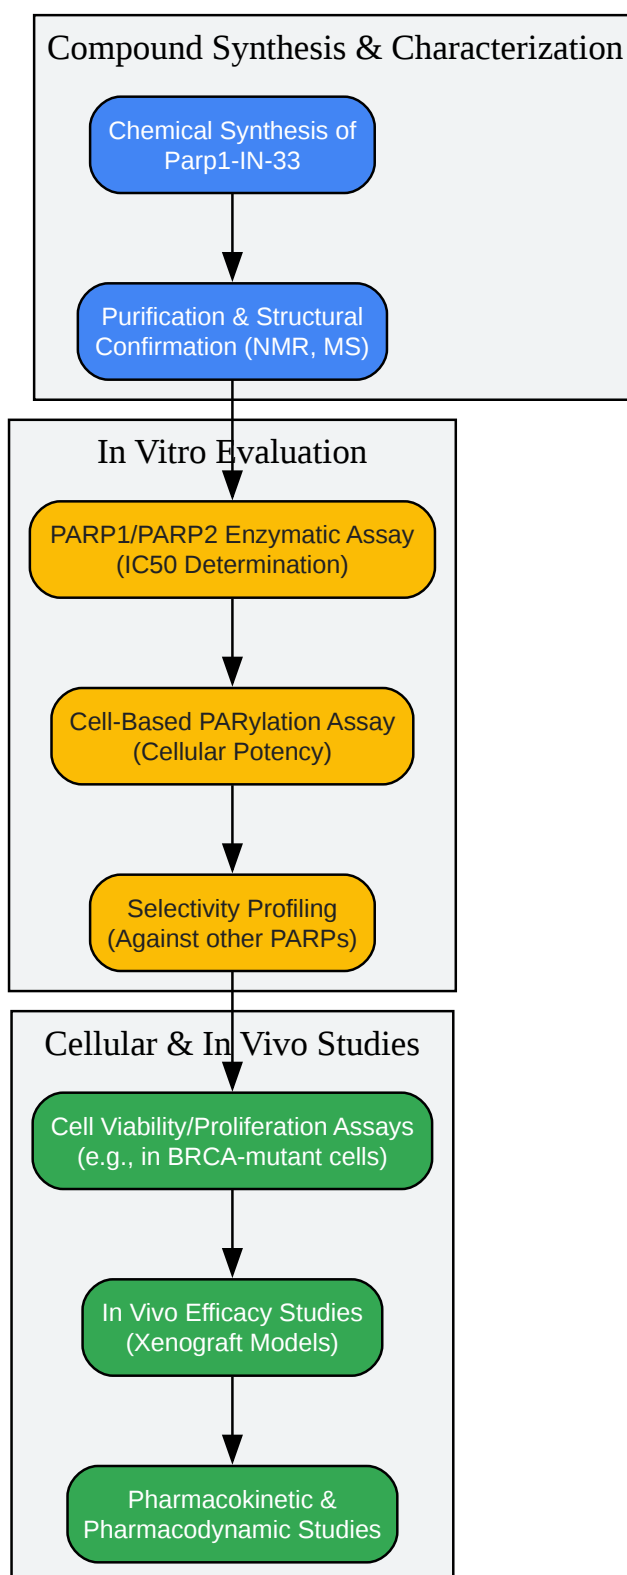 Compound Synthesis & Characterization
Chemical Synthesis of
Parp1-IN-33
Purification & Structural
Confirmation (NMR, MS)
In Vitro Evaluation
PARP1/PARP2 Enzymatic Assay
(IC50 Determination)
Cell-Based PARylation Assay
(Cellular Potency)
Selectivity Profiling
(Against other PARPs)
Cellular & In Vivo Studies
Cell Viability/Proliferation Assays
(e.g., in BRCA-mutant cells)
In Vivo Efficacy Studies
(Xenograft Models)
Pharmacokinetic &
Pharmacodynamic Studies